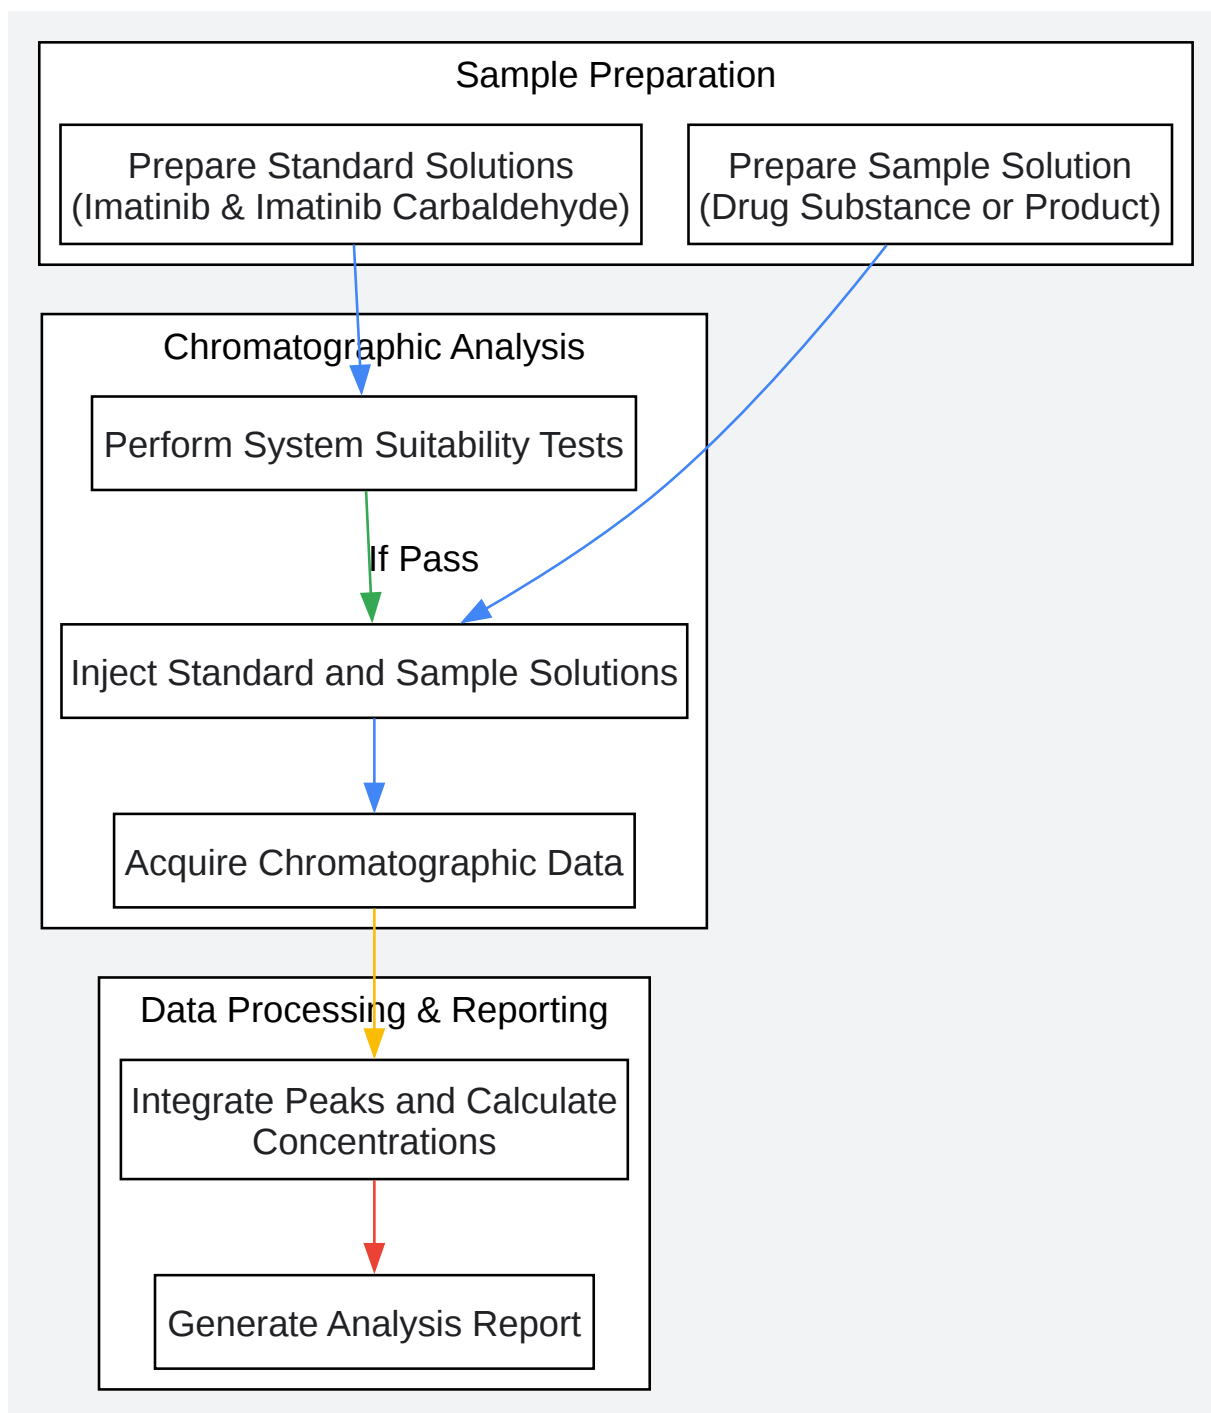 Sample Preparation
Prepare Standard Solutions
(Imatinib & Imatinib Carbaldehyde)
Prepare Sample Solution
(Drug Substance or Product)
Chromatographic Analysis
Perform System Suitability Tests
If Pass
Inject Standard and Sample Solutions
Acquire Chromatographic Data
Data Processing & Reporting
Integrate Peaks and Calculate
Concentrations
Generate Analysis Report